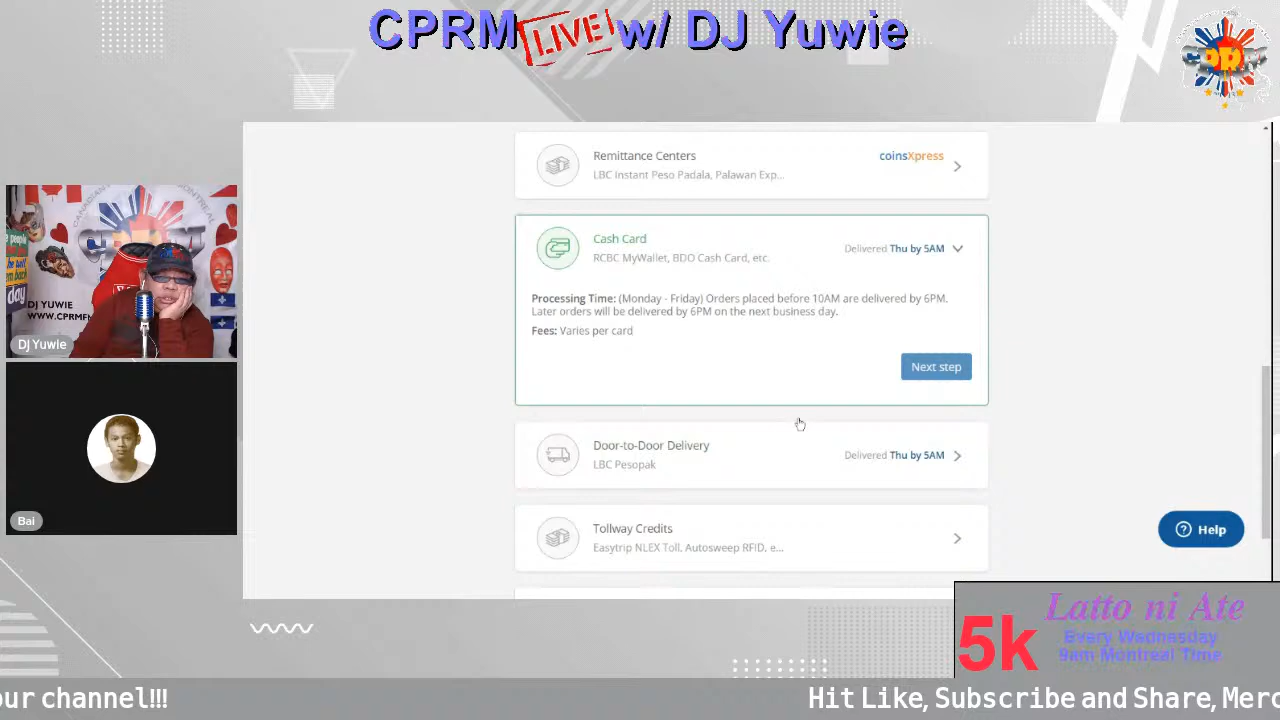 CPRM LIVE w/ DJ Yuwie
CPRM
Remittance Centers
coinsXpress
LBC Instant Peso Padala, Palawan Exp...
Cash Card
RCBC MyWallet, BDO Cash Card, etc.
Delivered Thu by 5AM
Processing Time: (Monday - Friday) Orders placed before 10AM are delivered by 6PM.
Later orders will be delivered by 6PM on the next business day.
Fees: Varies per card
Next step
Door-to-Door Delivery
LBC Pesopak
Delivered Thu by 5AM
Tollway Credits
Easytrip NLEX Toll, Autosweep RFID, e...
Help
DJ YUWIE
DJ Yuwie
Bai
5k
Latto ni Ate
Every Wednesday
9am Montreal Time
our channel!!! Hit Like, Subscribe and Share, Merc